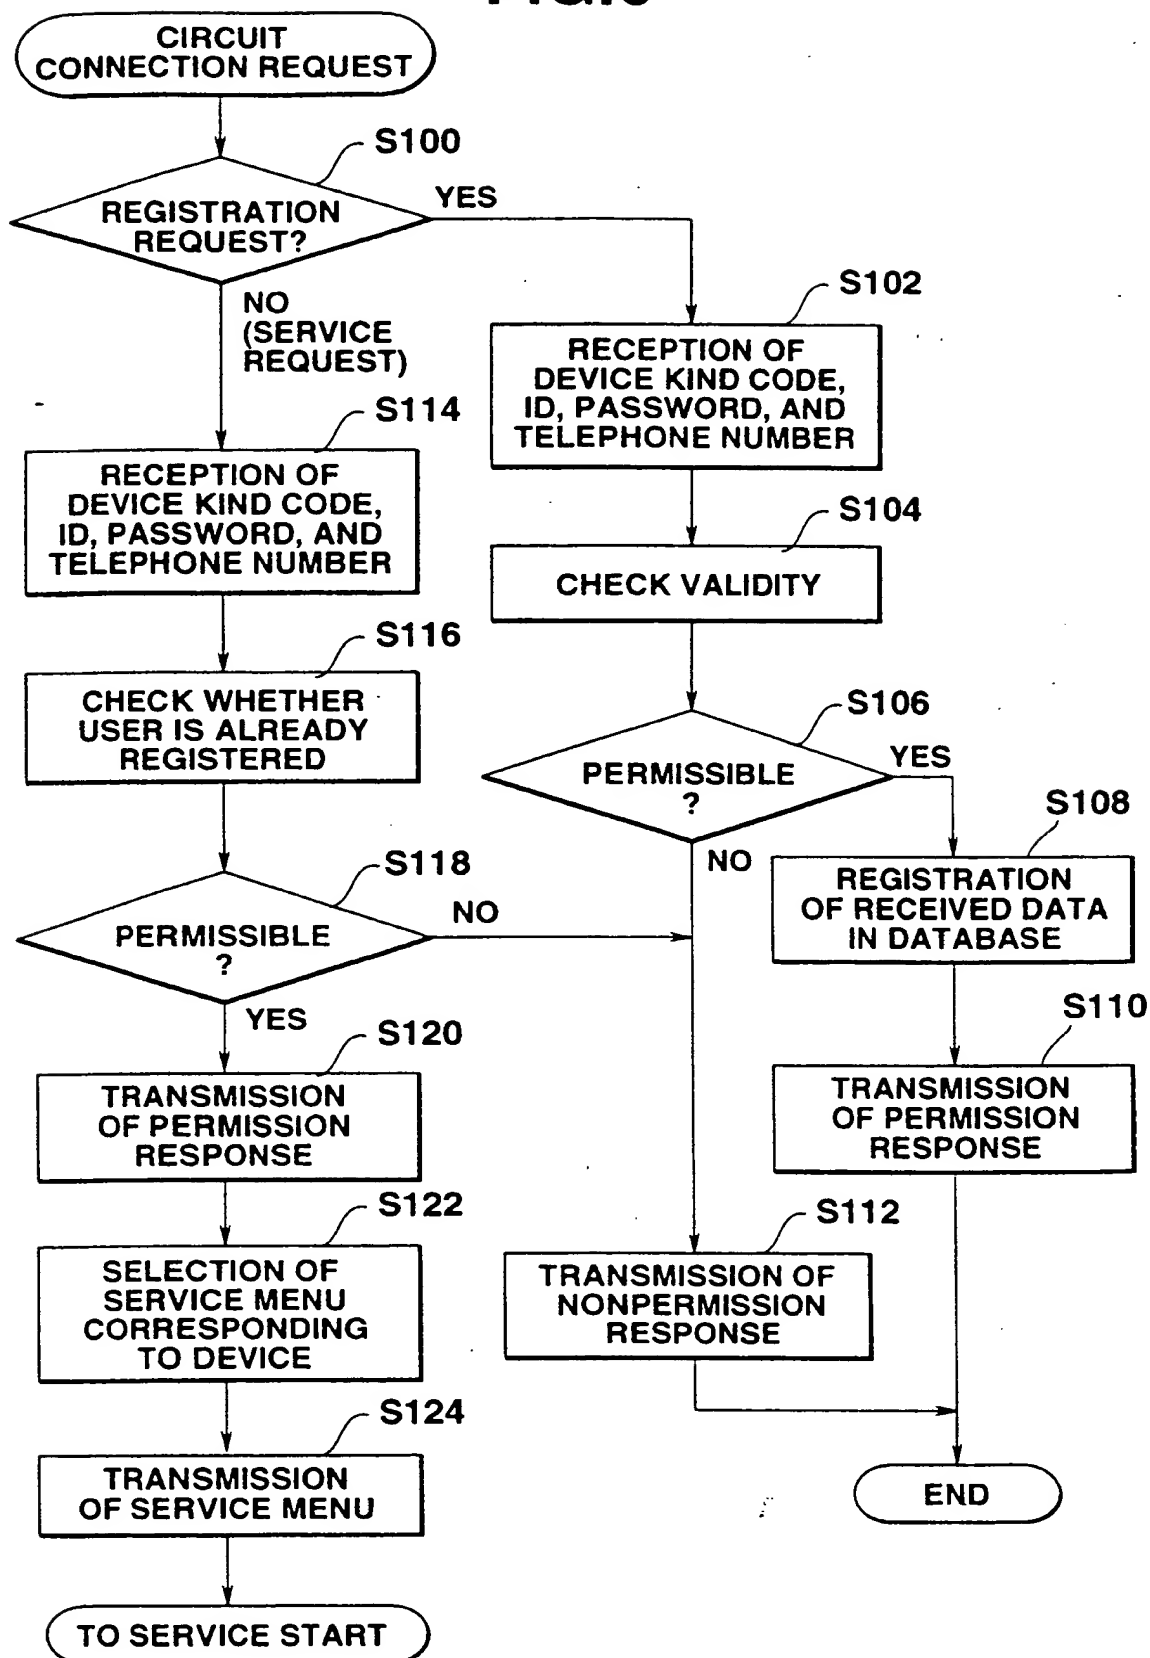 CIRCUIT
CONNECTION REQUEST
S100
REGISTRATION
REQUEST?
YES
NO
(SERVICE
REQUEST)
S102
RECEPTION OF
DEVICE KIND CODE,
ID, PASSWORD, AND
TELEPHONE NUMBER
S114
RECEPTION OF
DEVICE KIND CODE,
ID, PASSWORD, AND
TELEPHONE NUMBER
S104
CHECK VALIDITY
S116
CHECK WHETHER
USER IS ALREADY
REGISTERED
S106
PERMISSIBLE
?
YES
NO
S108
REGISTRATION
OF RECEIVED DATA
IN DATABASE
S118
PERMISSIBLE
?
NO
YES
S110
TRANSMISSION
OF PERMISSION
RESPONSE
S120
TRANSMISSION
OF PERMISSION
RESPONSE
S122
SELECTION OF
SERVICE MENU
CORRESPONDING
TO DEVICE
S112
TRANSMISSION OF
NONPERMISSION
RESPONSE
S124
TRANSMISSION
OF SERVICE MENU
END
TO SERVICE START